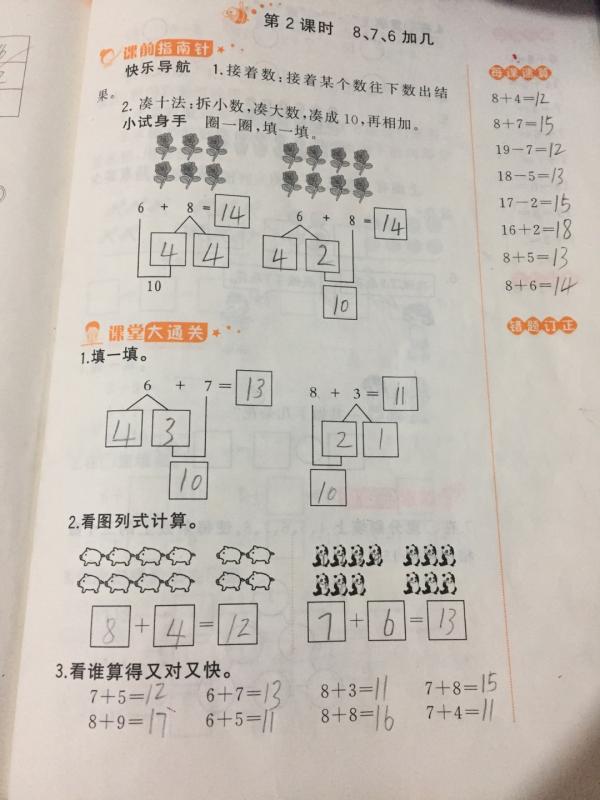 第2课时 8、7、6加几
课前指南针
快乐导航 1.接着数:接着某个数往下数出结
果。
2.凑十法:拆小数,凑大数,凑成10,再相加。
小试身手 圈一圈,填一填。
6 + 8 = 14
4 4
10
6 + 8 = 14
4 2
10
课堂大通关
1.填一填。
6 + 7 = 13
4 3
10
8 + 3 = 11
2 1
10
2.看图列式计算。
8 + 4 = 12
7 + 6 = 13
3.看谁算得又对又快。
7+5=12 6+7=13 8+3=11 7+8=15
8+9=17 6+5=11 8+8=16 7+4=11
每课速算
8+4=12
8+7=15
19-7=12
18-5=13
17-2=15
16+2=18
8+5=13
8+6=14
错题订正